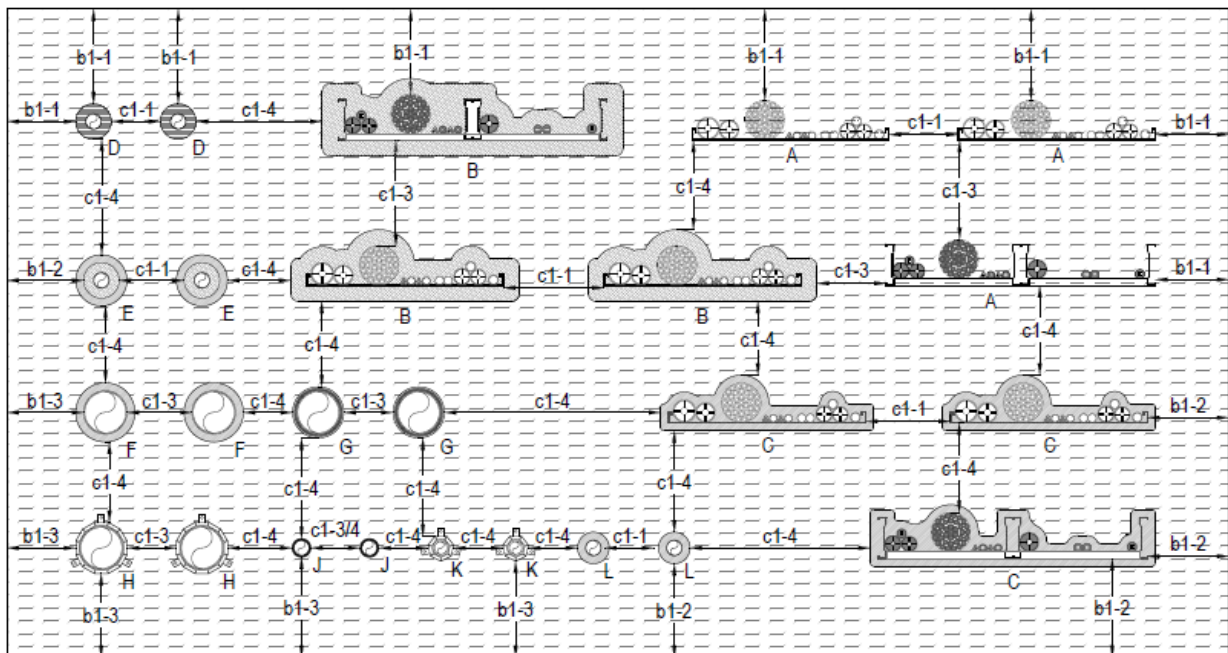 b1-1 b1-1 b1-1 b1-1 b1-1
b1-1 c1-1 c1-4 c1-1 b1-1
D D B A A
c1-4 c1-3 c1-4 c1-3
b1-2 c1-1 c1-4 c1-1 c1-3 b1-1
E E B B A
c1-4 c1-4 c1-4 c1-4
b1-3 c1-3 c1-4 c1-3 c1-4 c1-1 b1-2
F F G G C C
c1-4 c1-4 c1-4 c1-4 c1-4
b1-3 c1-3 c1-4 c1-3/4 c1-4 c1-4 c1-4 c1-1 c1-4 b1-2
H H J J K K L L C
b1-3 b1-3 b1-3 b1-2 b1-2